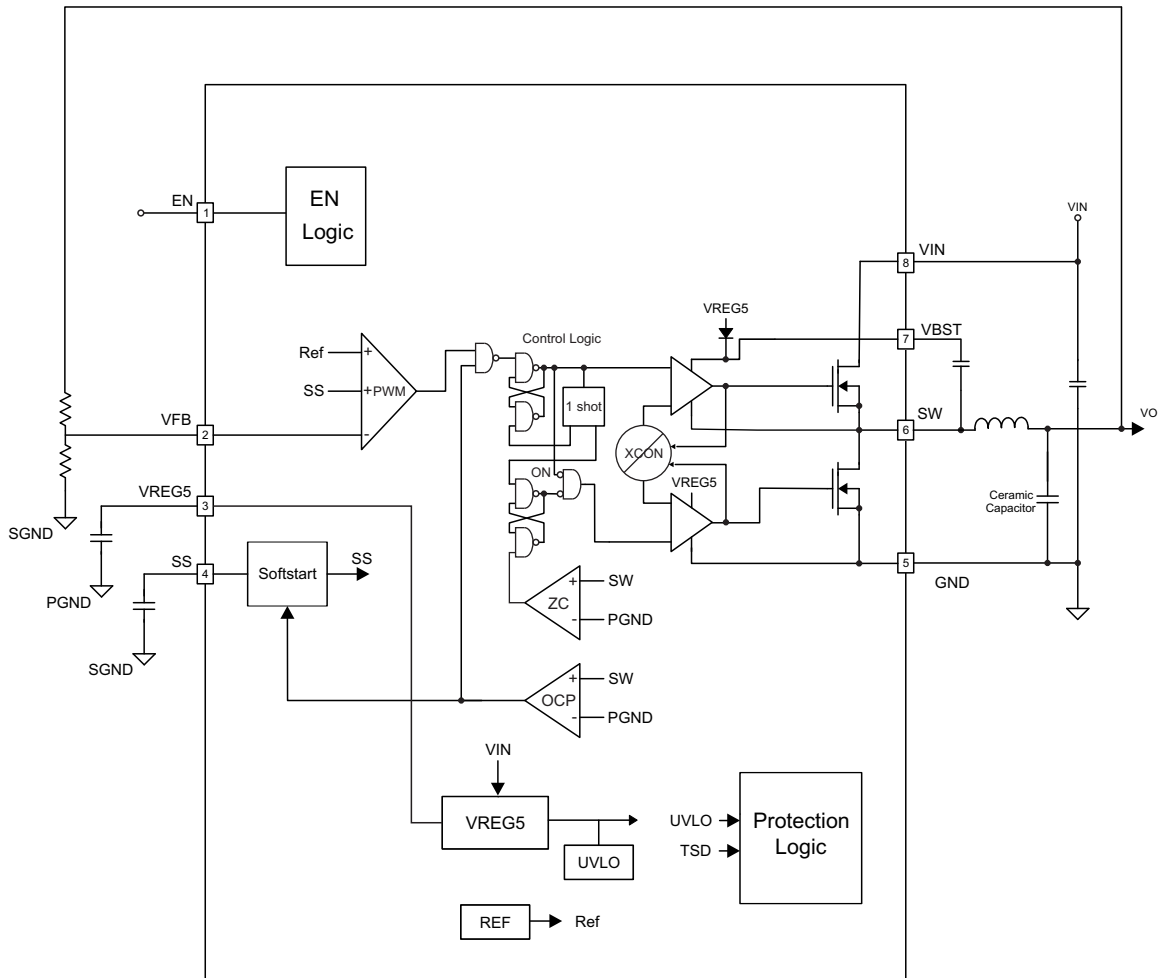 EN
1
EN
Logic
VIN
8
VIN
VREG5
7
VBST
Control Logic
Ref
+
SS
+
PWM
-
1 shot
VFB
2
SW
6
VO
XCON
ON
VREG5
VREG5
3
Ceramic
Capacitor
SGND
SS
4
Softstart
SS
5
GND
PGND
SGND
+
SW
ZC
-
PGND
+
SW
OCP
-
PGND
VIN
VREG5
UVLO
UVLO
TSD
Protection
Logic
REF
Ref